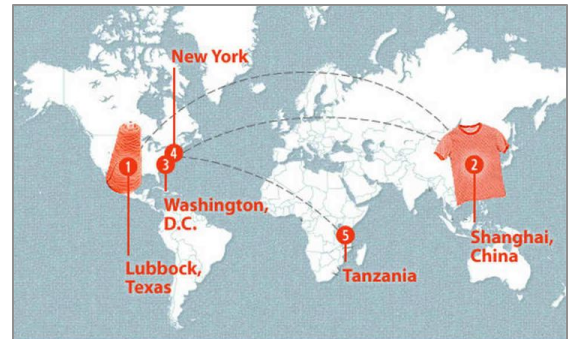 New York
1
4
3
2
Washington,
D.C.
5
Shanghai,
China
Lubbock,
Texas
Tanzania